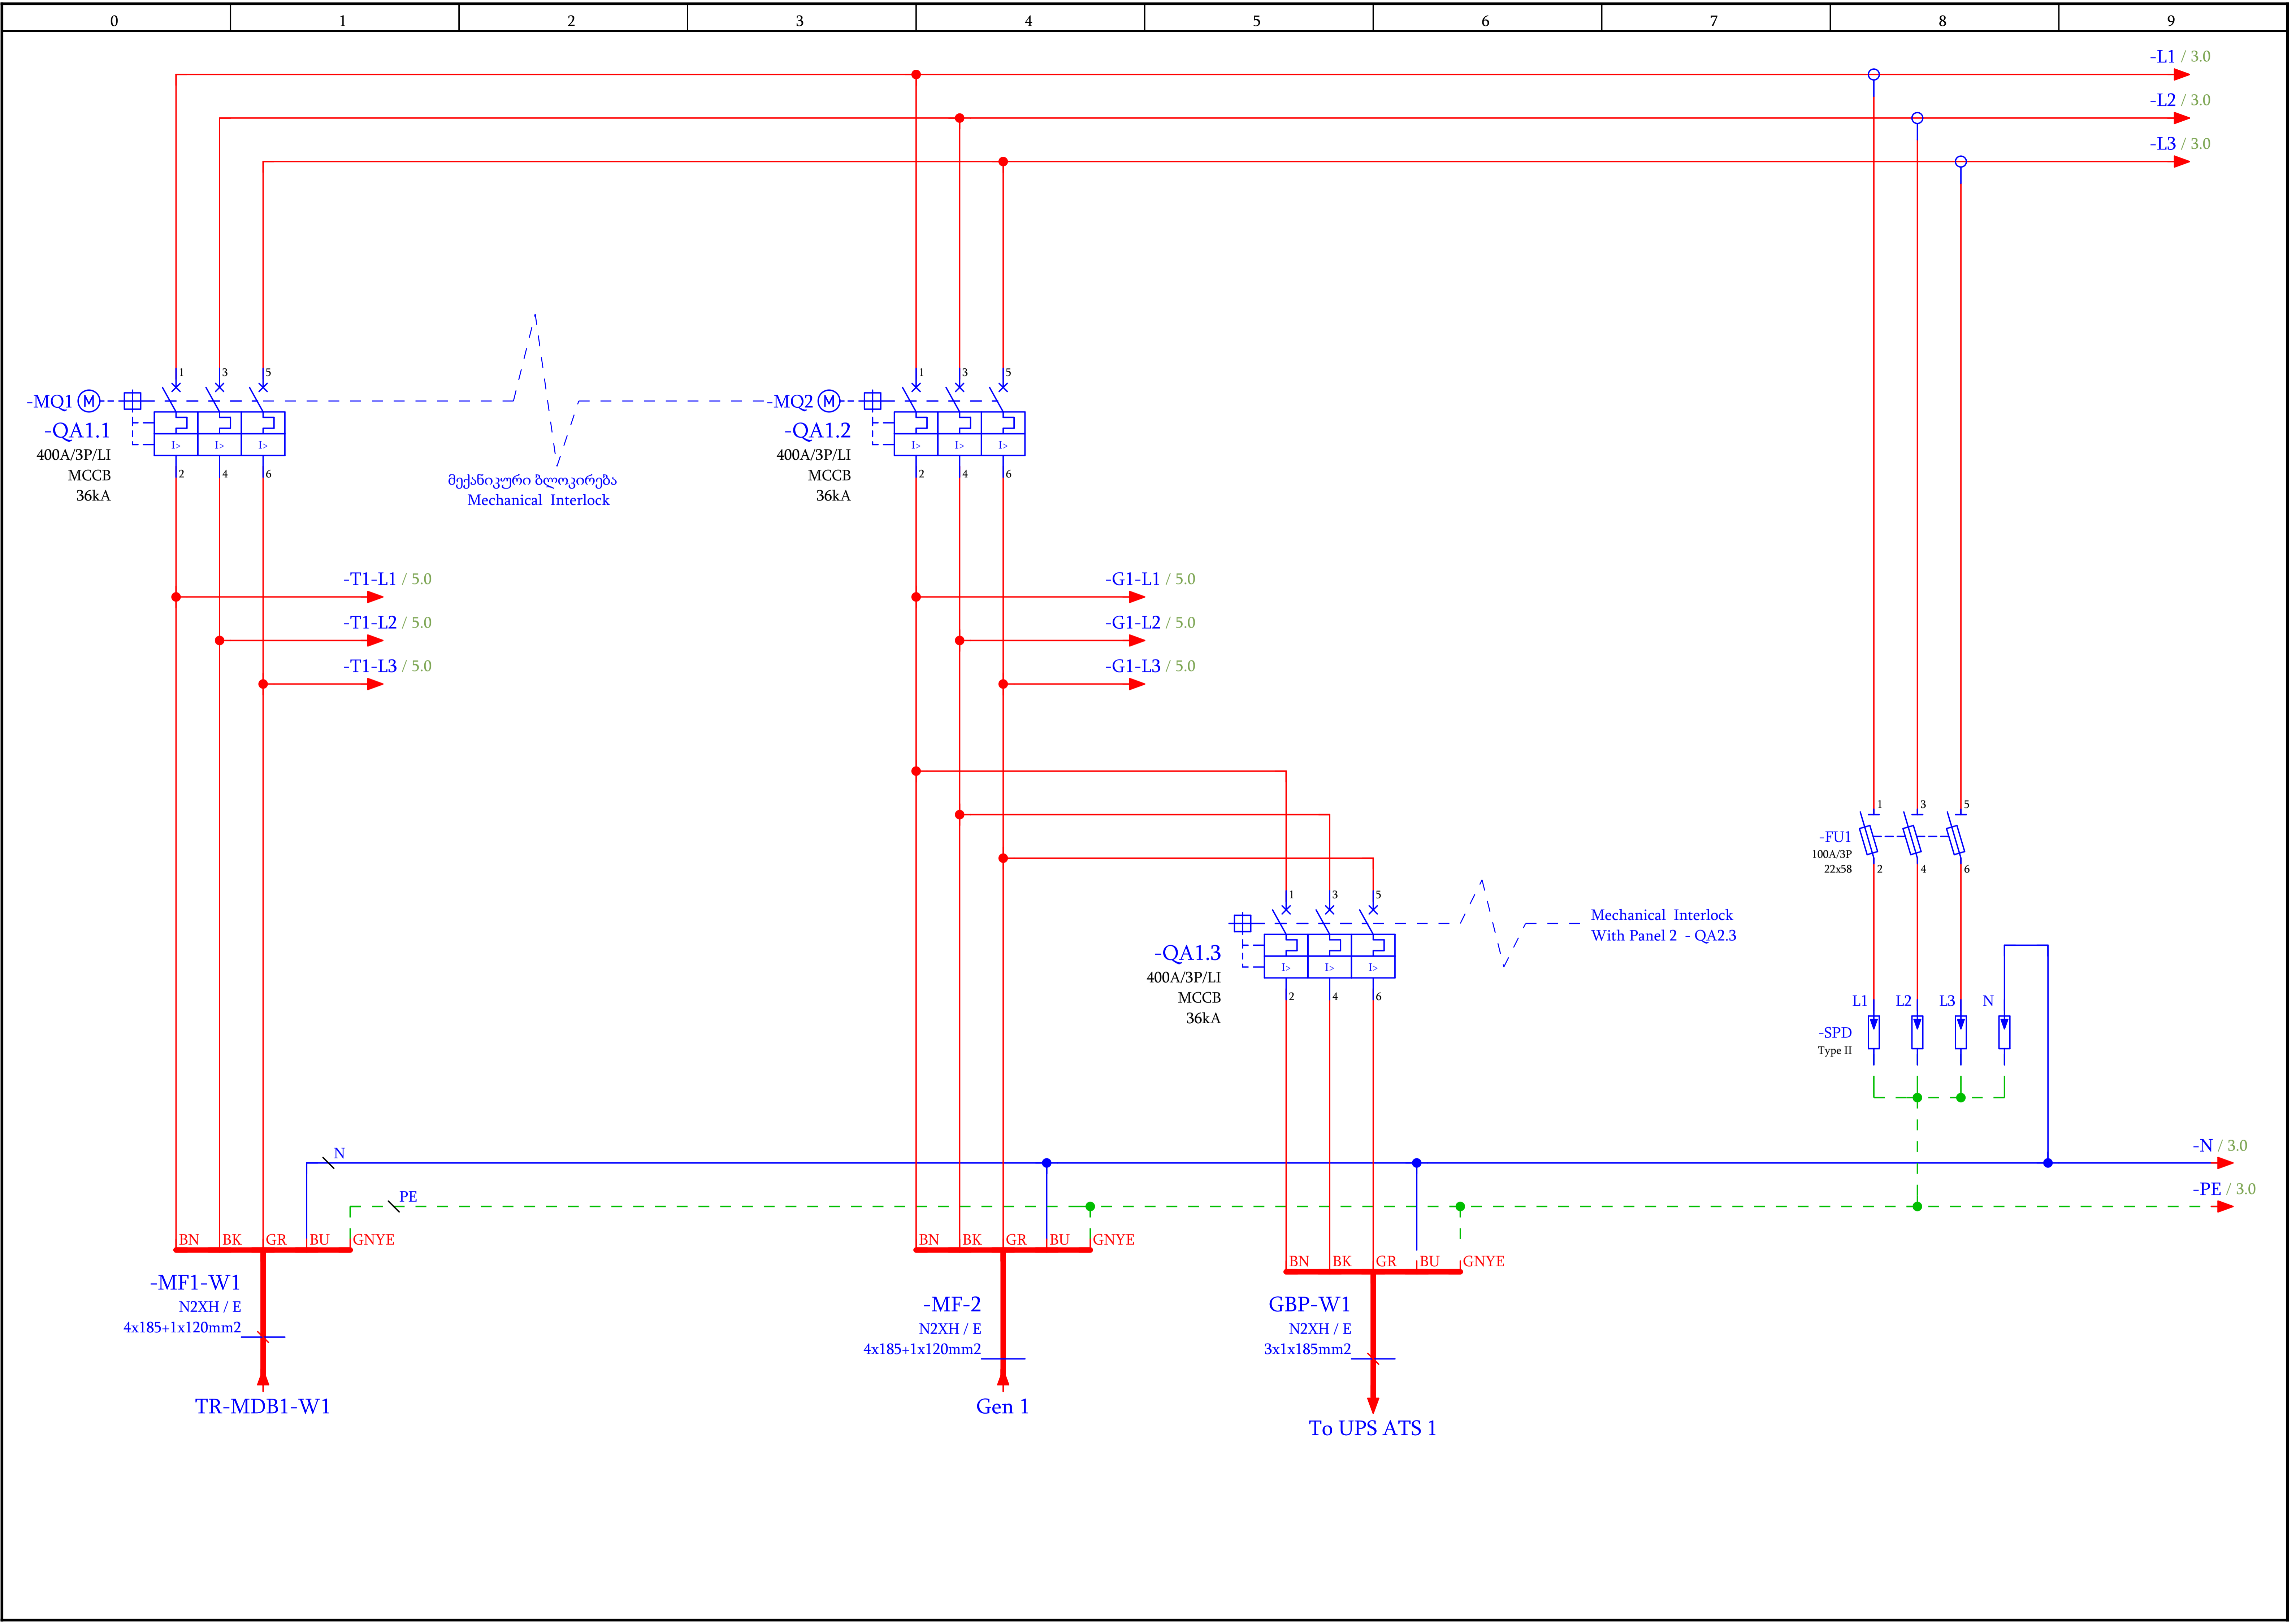 0 1 2 3 4 5 6 7 8 9
-L1 / 3.0
-L2 / 3.0
-L3 / 3.0
1 3 5
-MQ1 M
-QA1.1
400A/3P/LI
MCCB
36kA
I> I> I>
2 4 6
მექანიკური ბლოკირება
Mechanical Interlock
1 3 5
-MQ2 M
-QA1.2
400A/3P/LI
MCCB
36kA
I> I> I>
2 4 6
-T1-L1 / 5.0
-T1-L2 / 5.0
-T1-L3 / 5.0
-G1-L1 / 5.0
-G1-L2 / 5.0
-G1-L3 / 5.0
1 3 5
-QA1.3
400A/3P/LI
MCCB
36kA
I> I> I>
2 4 6
Mechanical Interlock
With Panel 2 - QA2.3
1 3 5
-FU1
100A/3P
22x58
2 4 6
L1 L2 L3 N
-SPD
Type II
N
-N / 3.0
PE
-PE / 3.0
BN BK GR BU GNYE
-MF1-W1
N2XH / E
4x185+1x120mm2
TR-MDB1-W1
BN BK GR BU GNYE
-MF-2
N2XH / E
4x185+1x120mm2
Gen 1
BN BK GR BU GNYE
GBP-W1
N2XH / E
3x1x185mm2
To UPS ATS 1